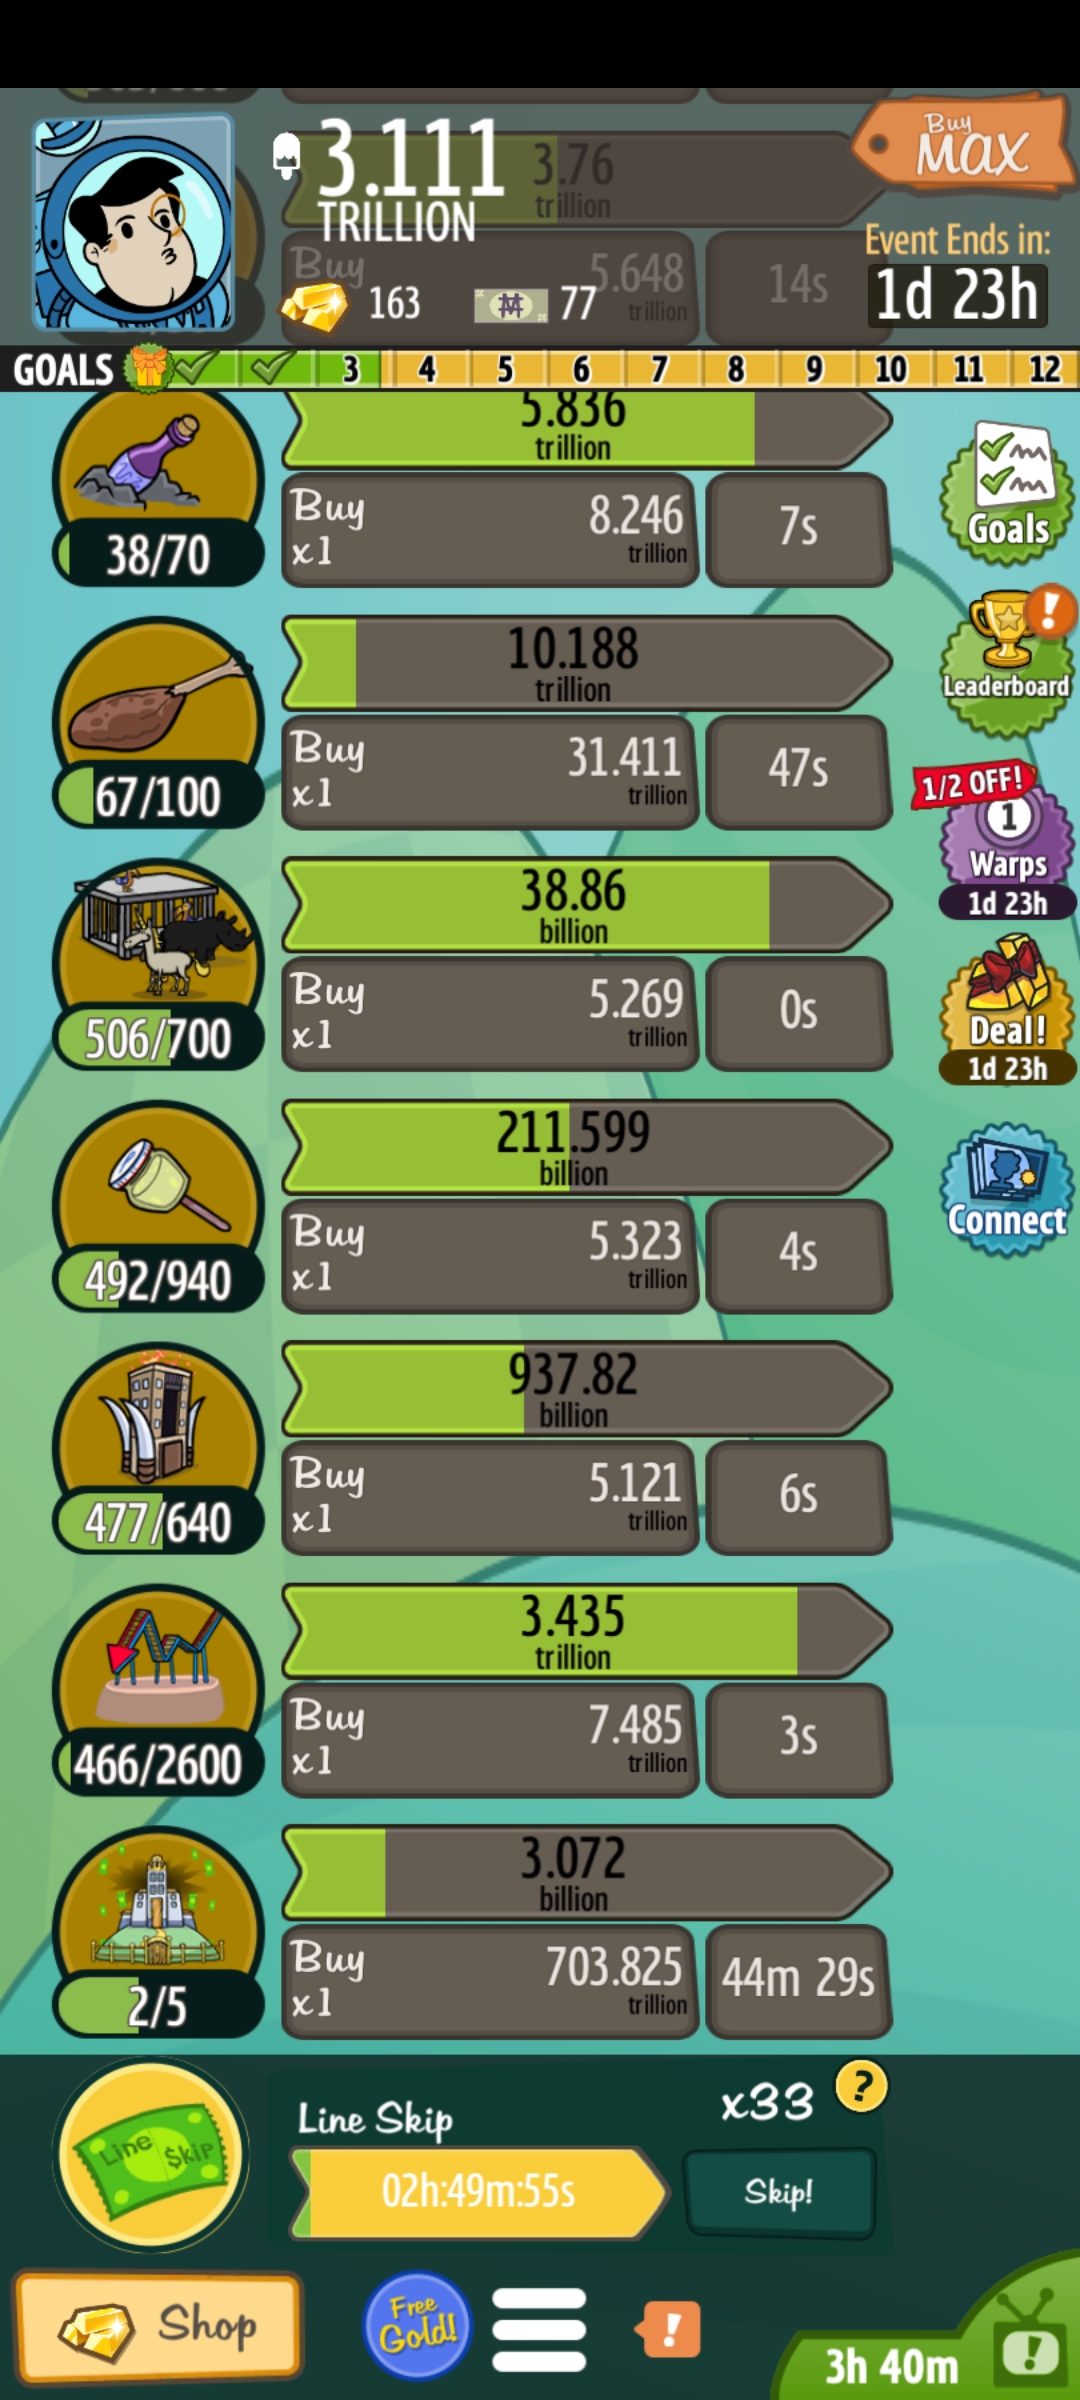 3.111
TRILLION
3.76
trillion
Buy
MAX
Buy
5.648
trillion
14s
163
77
Event Ends in:
1d 23h
GOALS
3 4 5 6 7 8 9 10 11 12
5.836
trillion
38/70
Buy
x1
8.246
trillion
7s
Goals
10.188
trillion
67/100
Buy
x1
31.411
trillion
47s
!
Leaderboard
1/2 OFF!
1
Warps
1d 23h
38.86
billion
506/700
Buy
x1
5.269
trillion
0s
Deal!
1d 23h
211.599
billion
492/940
Buy
x1
5.323
trillion
4s
Connect
937.82
billion
477/640
Buy
x1
5.121
trillion
6s
3.435
trillion
466/2600
Buy
x1
7.485
trillion
3s
3.072
billion
2/5
Buy
x1
703.825
trillion
44m 29s
Line $kip
Line Skip
x33
?
02h:49m:55s
Skip!
Shop
Free
Gold!
!
3h 40m
!